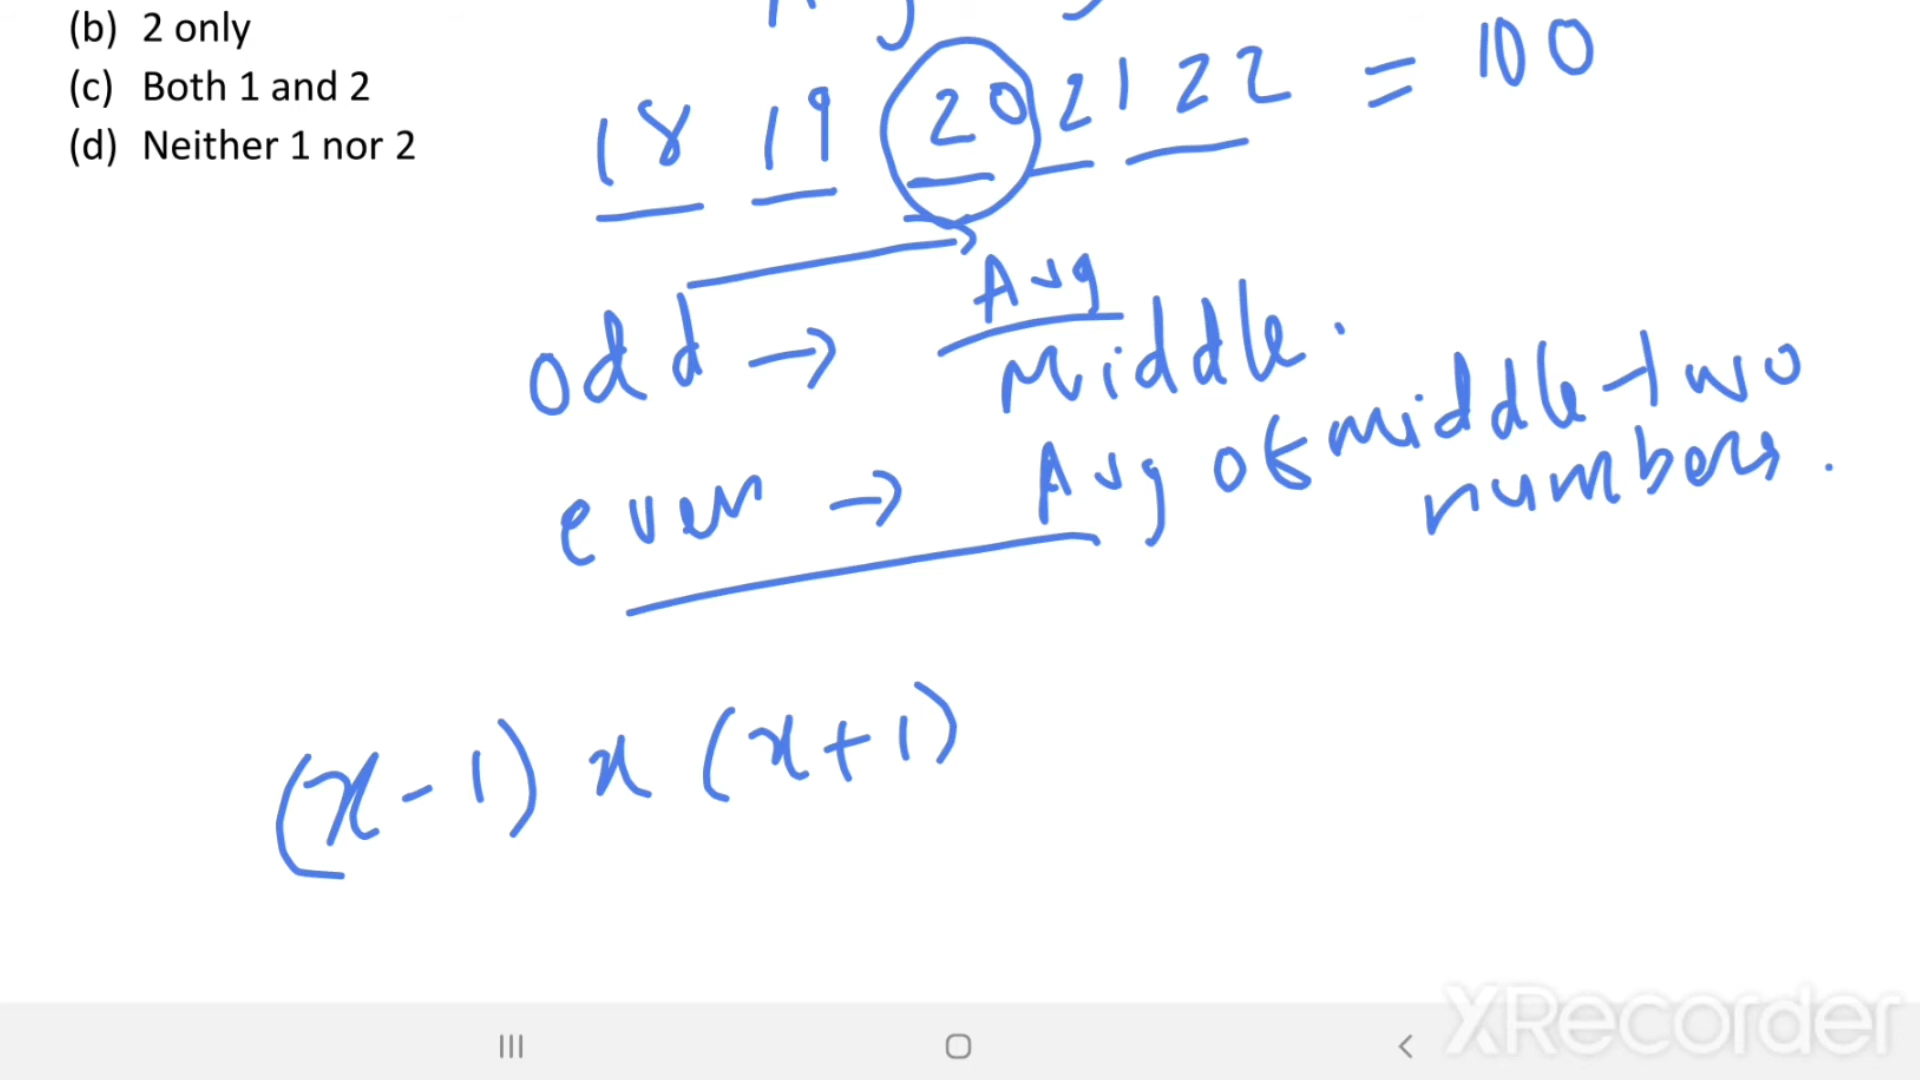 (b) 2 only
(c) Both 1 and 2
(d) Neither 1 nor 2
18 19 20 21 22 = 100
odd → Avg Middle.
even → Avg of middle two numbers.
(x-1) x (x+1)
XRecorder